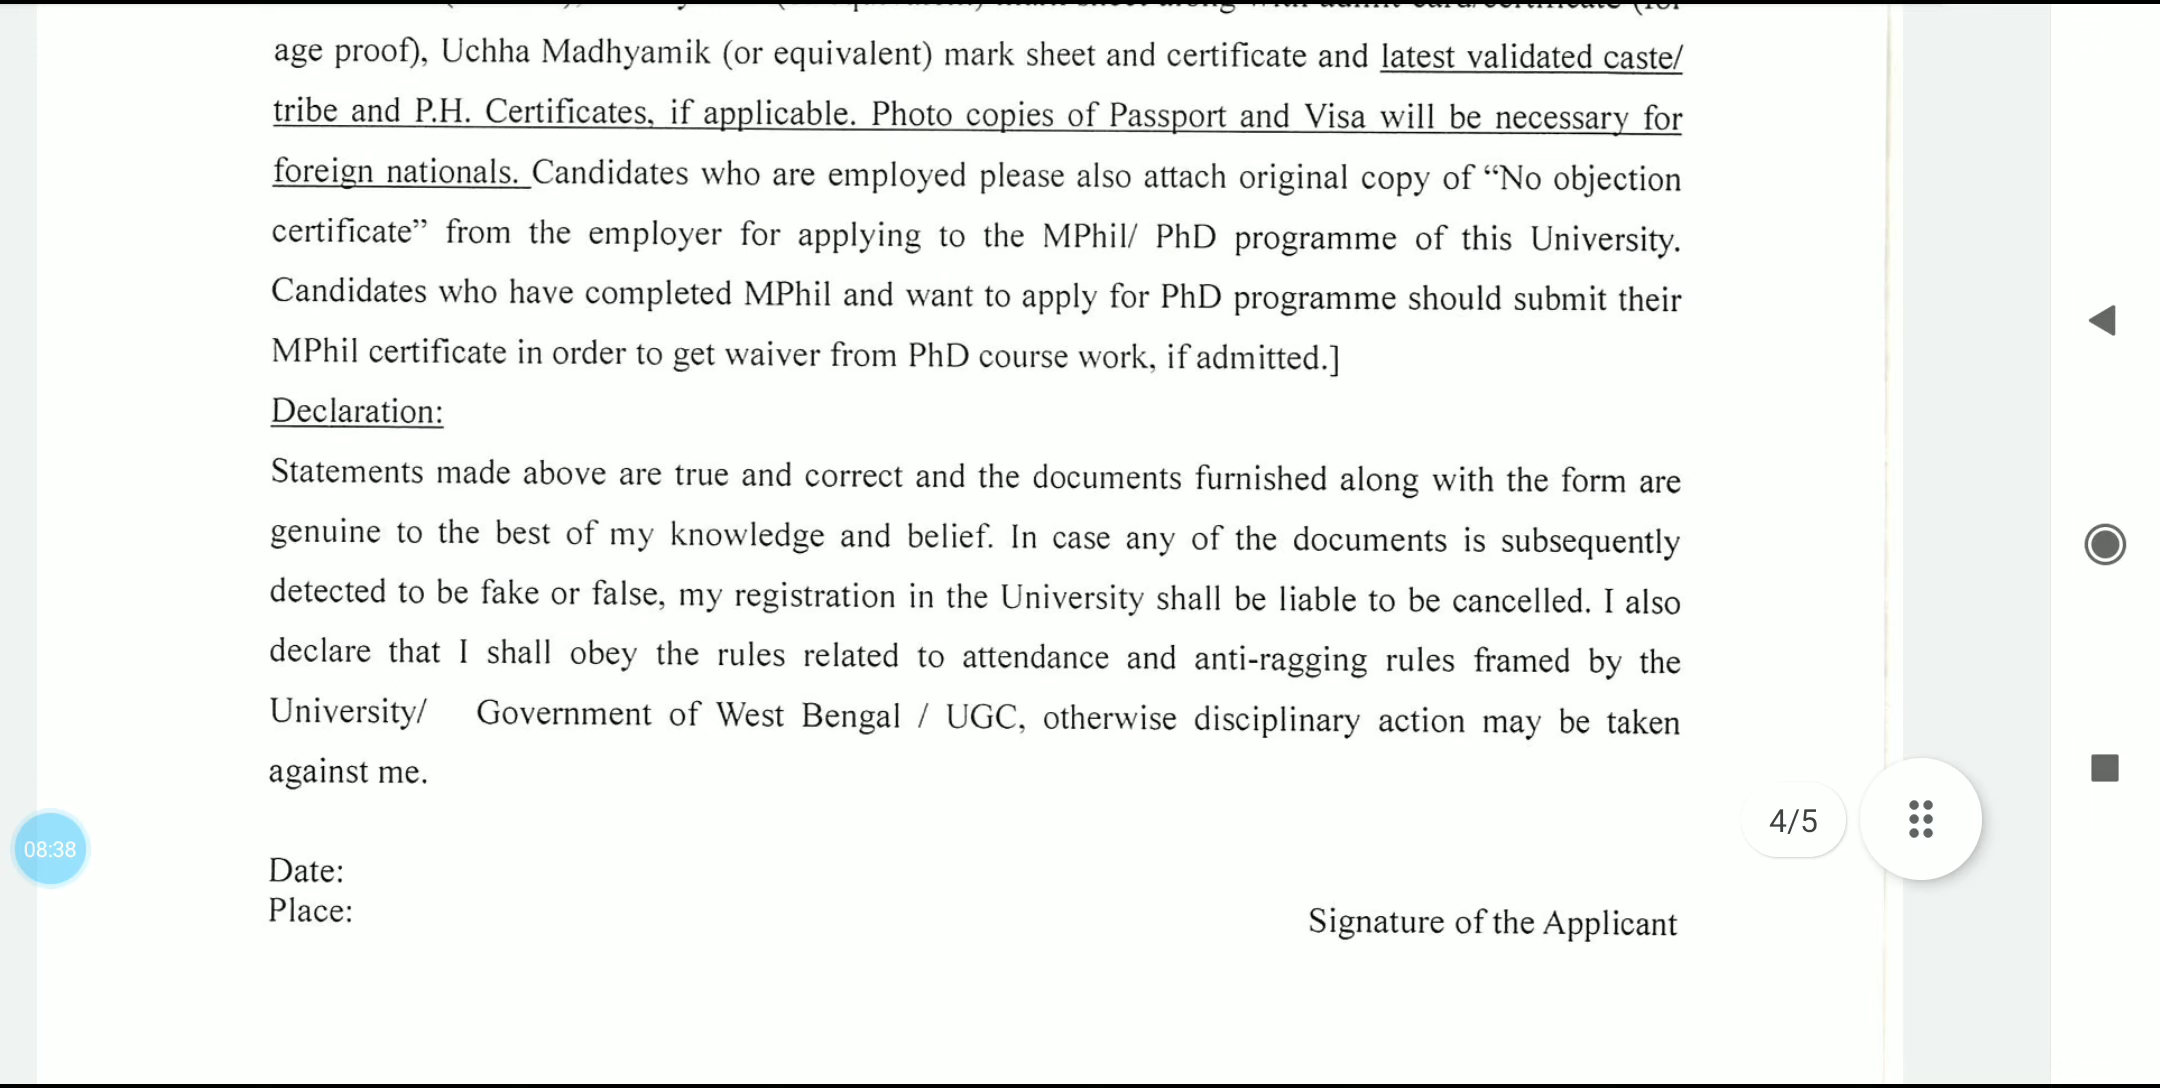 mark sheet along with admit card/certificate (for
age proof), Uchha Madhyamik (or equivalent) mark sheet and certificate and latest validated caste/
tribe and P.H. Certificates, if applicable. Photo copies of Passport and Visa will be necessary for
foreign nationals. Candidates who are employed please also attach original copy of “No objection
certificate” from the employer for applying to the MPhil/ PhD programme of this University.
Candidates who have completed MPhil and want to apply for PhD programme should submit their
MPhil certificate in order to get waiver from PhD course work, if admitted.]
Declaration:
Statements made above are true and correct and the documents furnished along with the form are
genuine to the best of my knowledge and belief. In case any of the documents is subsequently
detected to be fake or false, my registration in the University shall be liable to be cancelled. I also
declare that I shall obey the rules related to attendance and anti-ragging rules framed by the
University/ Government of West Bengal / UGC, otherwise disciplinary action may be taken
against me.
4/5
08:38
Date:
Place:
Signature of the Applicant